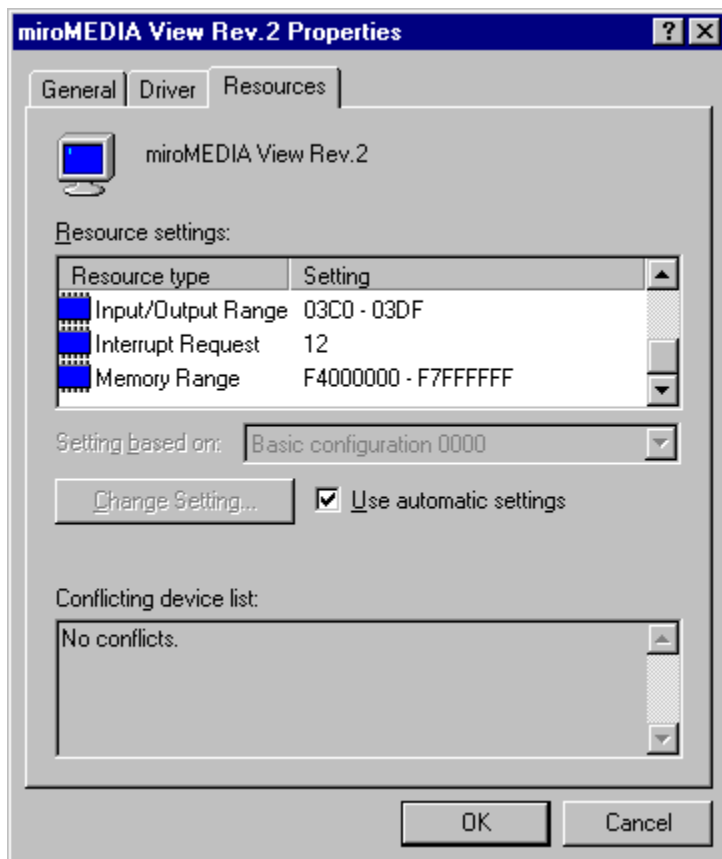 miroMEDIA View Rev.2 Properties
General Driver Resources
miroMEDIA View Rev.2
Resource settings:
Resource type Setting
Input/Output Range 03C0 - 03DF
Interrupt Request 12
Memory Range F4000000 - F7FFFFFF
Setting based on: Basic configuration 0000
Change Setting... Use automatic settings
Conflicting device list:
No conflicts.
OK Cancel